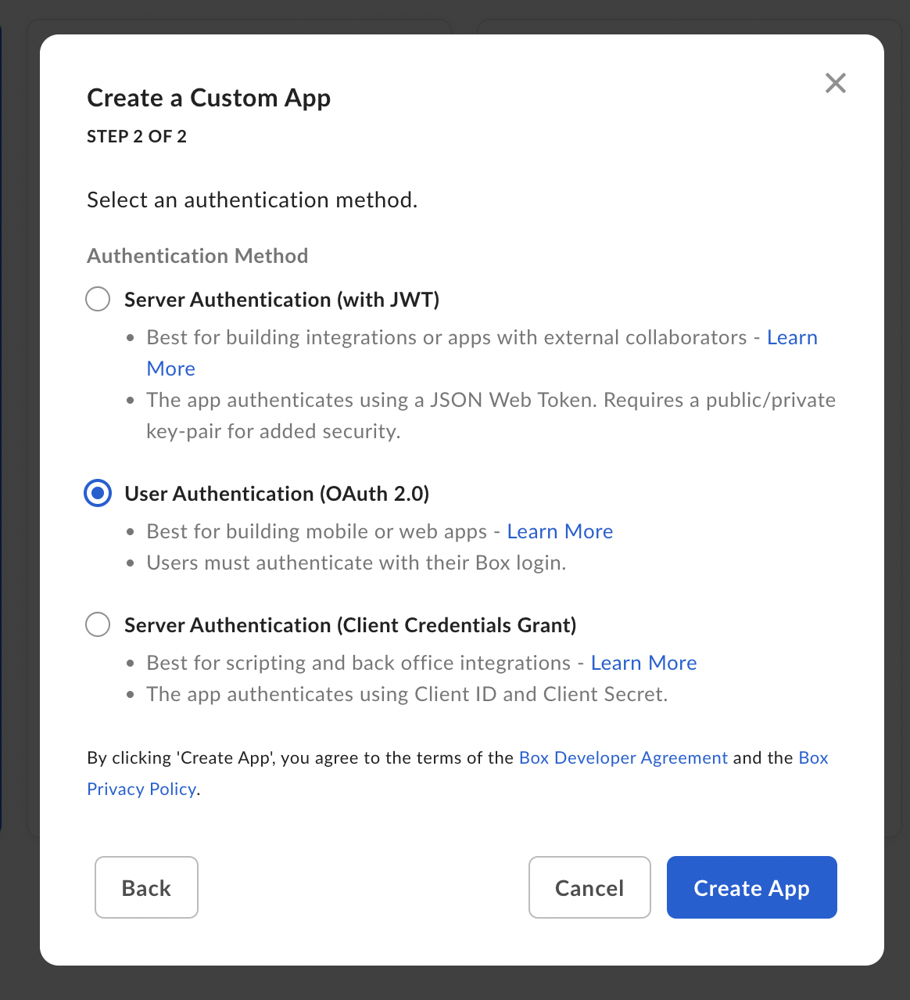 Create a Custom App
STEP 2 OF 2
Select an authentication method.
Authentication Method
Server Authentication (with JWT)
• Best for building integrations or apps with external collaborators - Learn
More
• The app authenticates using a JSON Web Token. Requires a public/private
key-pair for added security.
User Authentication (OAuth 2.0)
• Best for building mobile or web apps - Learn More
• Users must authenticate with their Box login.
Server Authentication (Client Credentials Grant)
• Best for scripting and back office integrations - Learn More
• The app authenticates using Client ID and Client Secret.
By clicking 'Create App', you agree to the terms of the Box Developer Agreement and the Box
Privacy Policy.
Back
Cancel
Create App